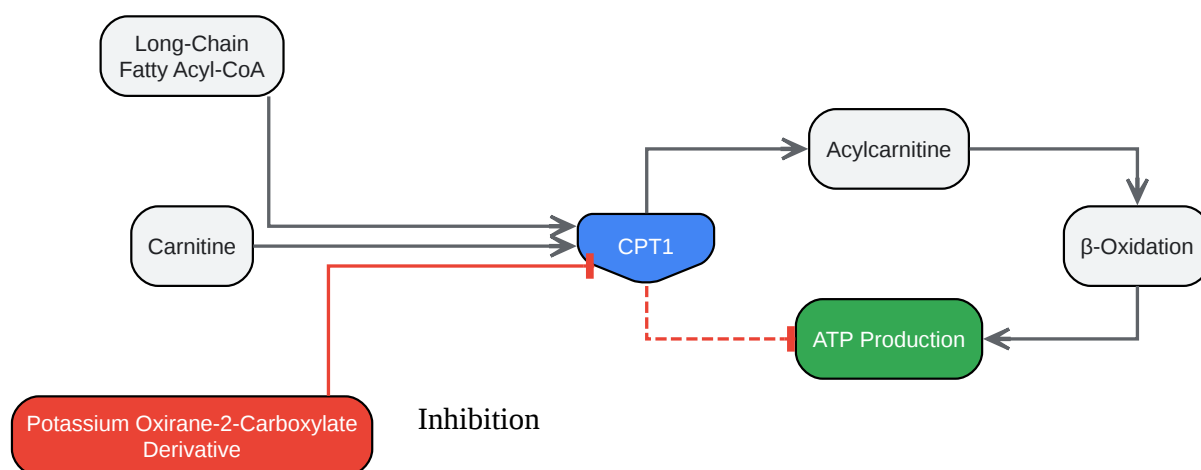 Long-Chain
Fatty Acyl-CoA
Acylcarnitine
Carnitine
CPT1
β-Oxidation
ATP Production
Potassium Oxirane-2-Carboxylate
Derivative
Inhibition